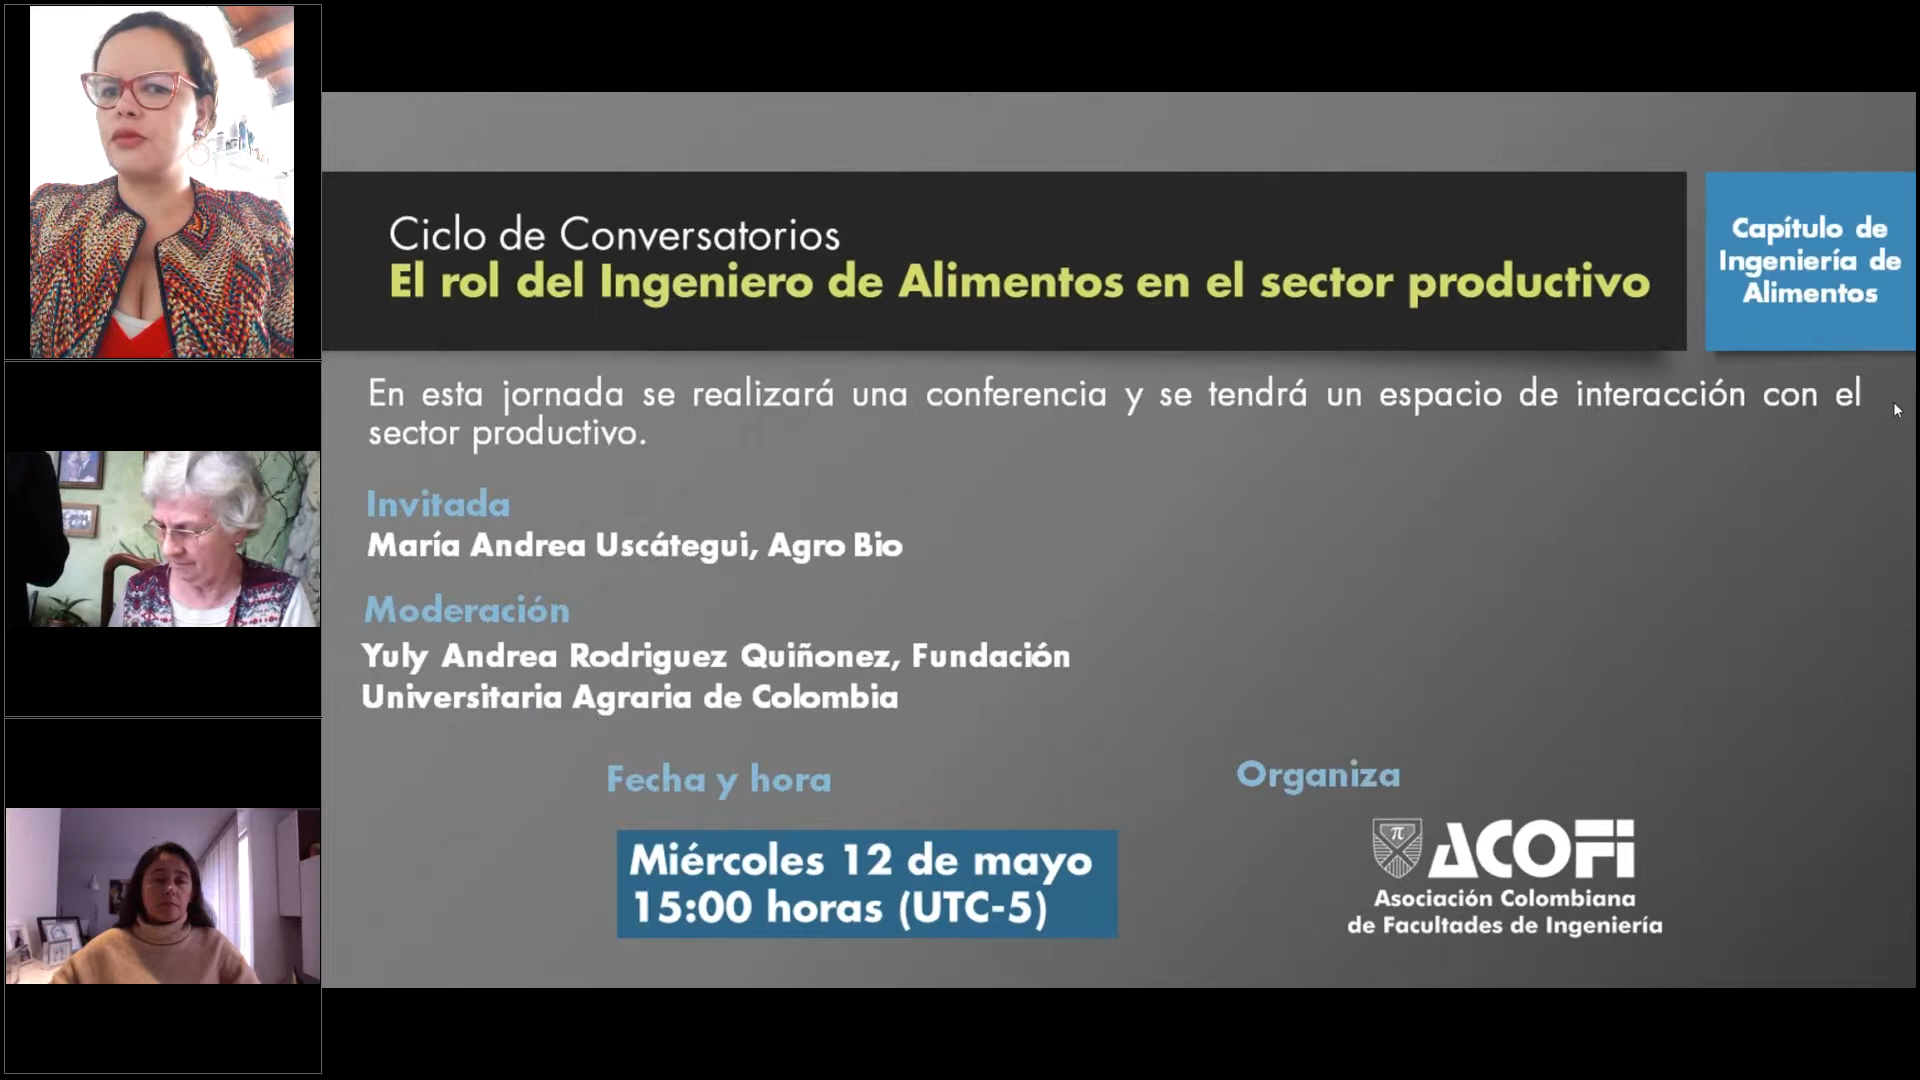 Ciclo de Conversatorios
El rol del Ingeniero de Alimentos en el sector productivo
Capítulo de
Ingeniería de
Alimentos
En esta jornada se realizará una conferencia y se tendrá un espacio de interacción con el
sector productivo.
Invitada
María Andrea Uscátegui, Agro Bio
Moderación
Yuly Andrea Rodriguez Quiñonez, Fundación
Universitaria Agraria de Colombia
Fecha y hora
Miércoles 12 de mayo
15:00 horas (UTC-5)
Organiza
π
ACOFI
Asociación Colombiana
de Facultades de Ingeniería